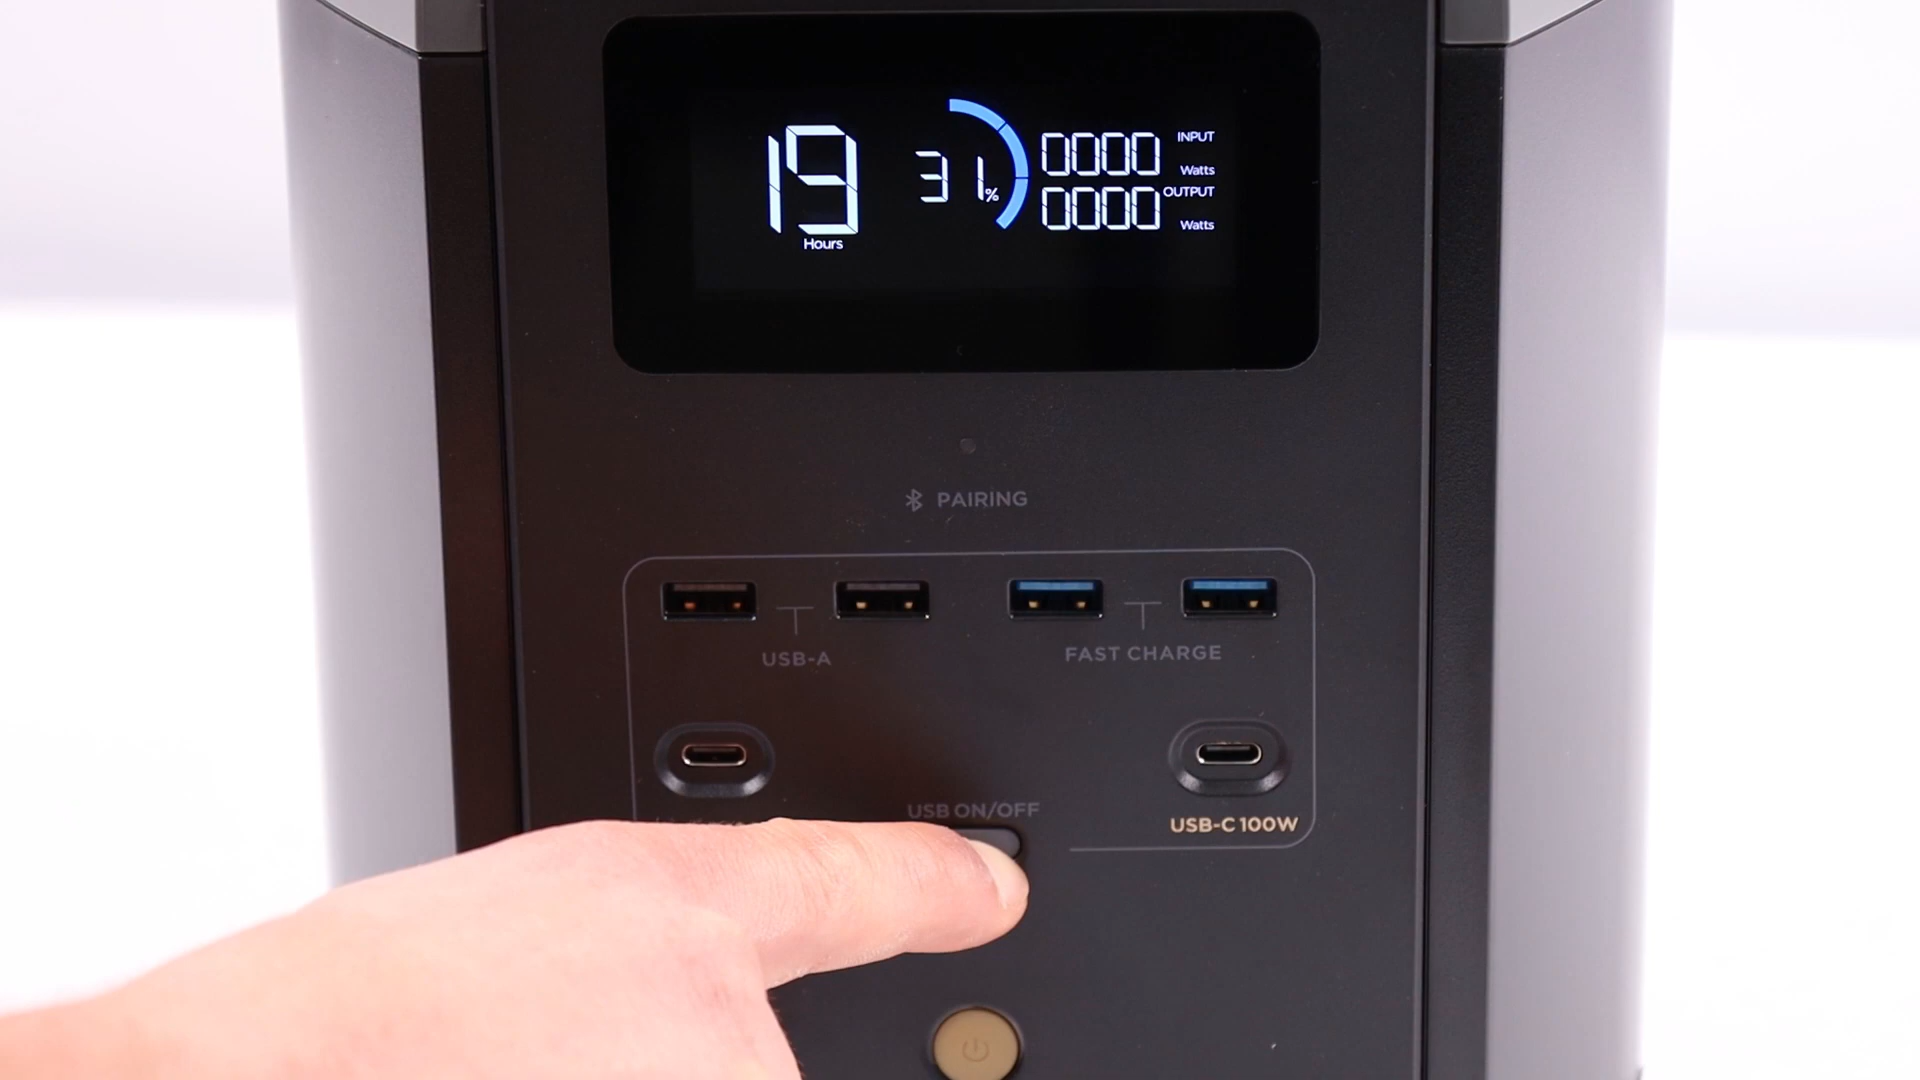 19
Hours
31%
0000 INPUT
Watts
0000 OUTPUT
Watts
PAIRING
USB-A
FAST CHARGE
USB ON/OFF
USB-C 100W